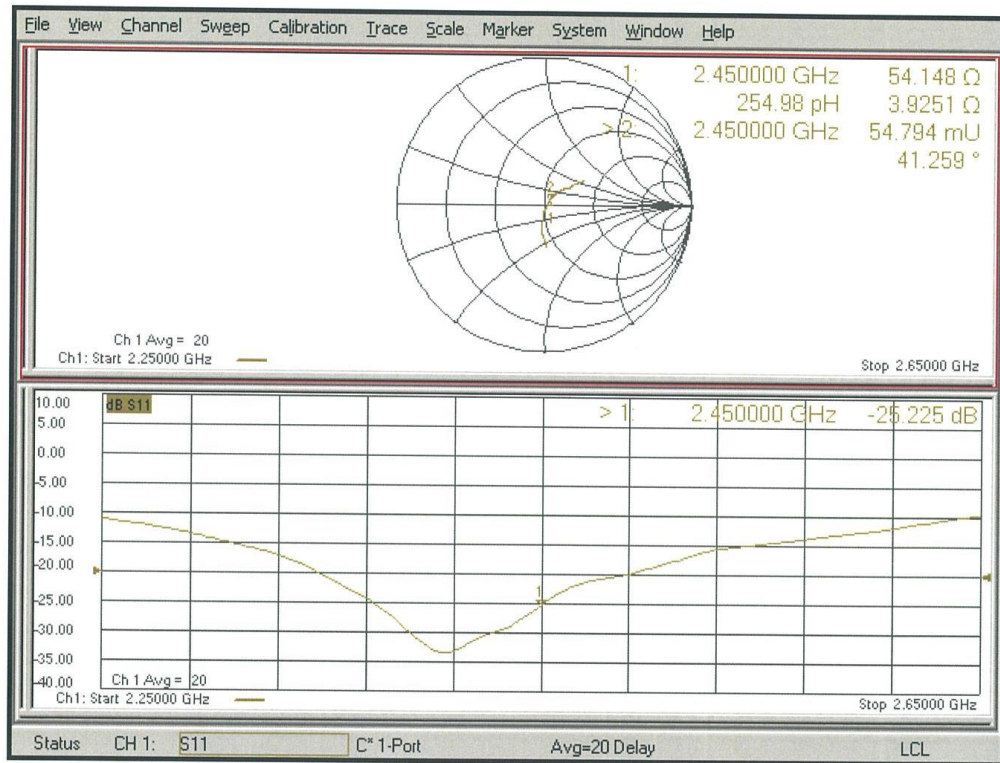 File View Channel Sweep Calibration Trace Scale Marker System Window Help
1: 2.450000 GHz 54.148 Ω
254.98 pH 3.9251 Ω
> 2: 2.450000 GHz 54.794 mU
41.259 °
2
1
Ch 1 Avg = 20
Ch1: Start 2.25000 GHz
Stop 2.65000 GHz
10.00
dB S11
> 1: 2.450000 GHz -25.225 dB
5.00
0.00
-5.00
-10.00
-15.00
-20.00
-25.00
1
-30.00
-35.00
-40.00
Ch 1 Avg = 20
Ch1: Start 2.25000 GHz
Stop 2.65000 GHz
Status CH 1: S11 C* 1-Port Avg=20 Delay LCL